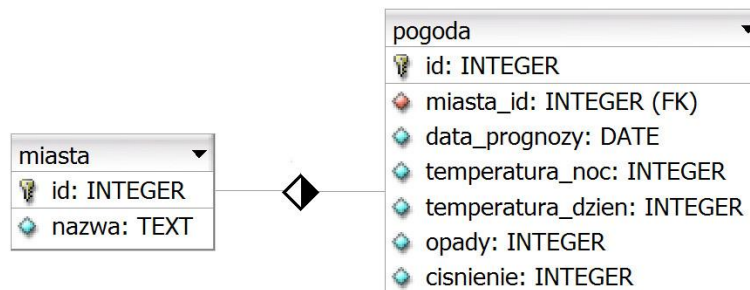 miasta
id: INTEGER
nazwa: TEXT
pogoda
id: INTEGER
miasta_id: INTEGER (FK)
data_prognozy: DATE
temperatura_noc: INTEGER
temperatura_dzien: INTEGER
opady: INTEGER
cisnienie: INTEGER